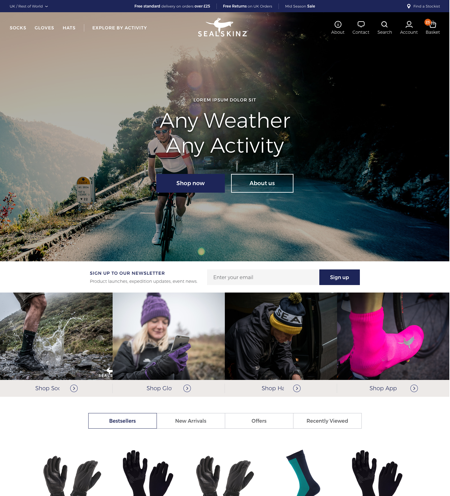 UK / Rest of World
Free standard delivery on orders over £25
Free Returns on UK Orders
Mid Season Sale
Find a Stockist
SOCKS
GLOVES
HATS
EXPLORE BY ACTIVITY
SEALSKINZ
About
Contact
Search
Account
Basket
LOREM IPSUM DOLOR SIT
Any Weather
Any Activity
Shop now
About us
SIGN UP TO OUR NEWSLETTER
Product launches, expedition updates, event news.
Enter your email
Sign up
Shop Soc
Shop Glo
Shop Ha
Shop App
Bestsellers
New Arrivals
Offers
Recently Viewed